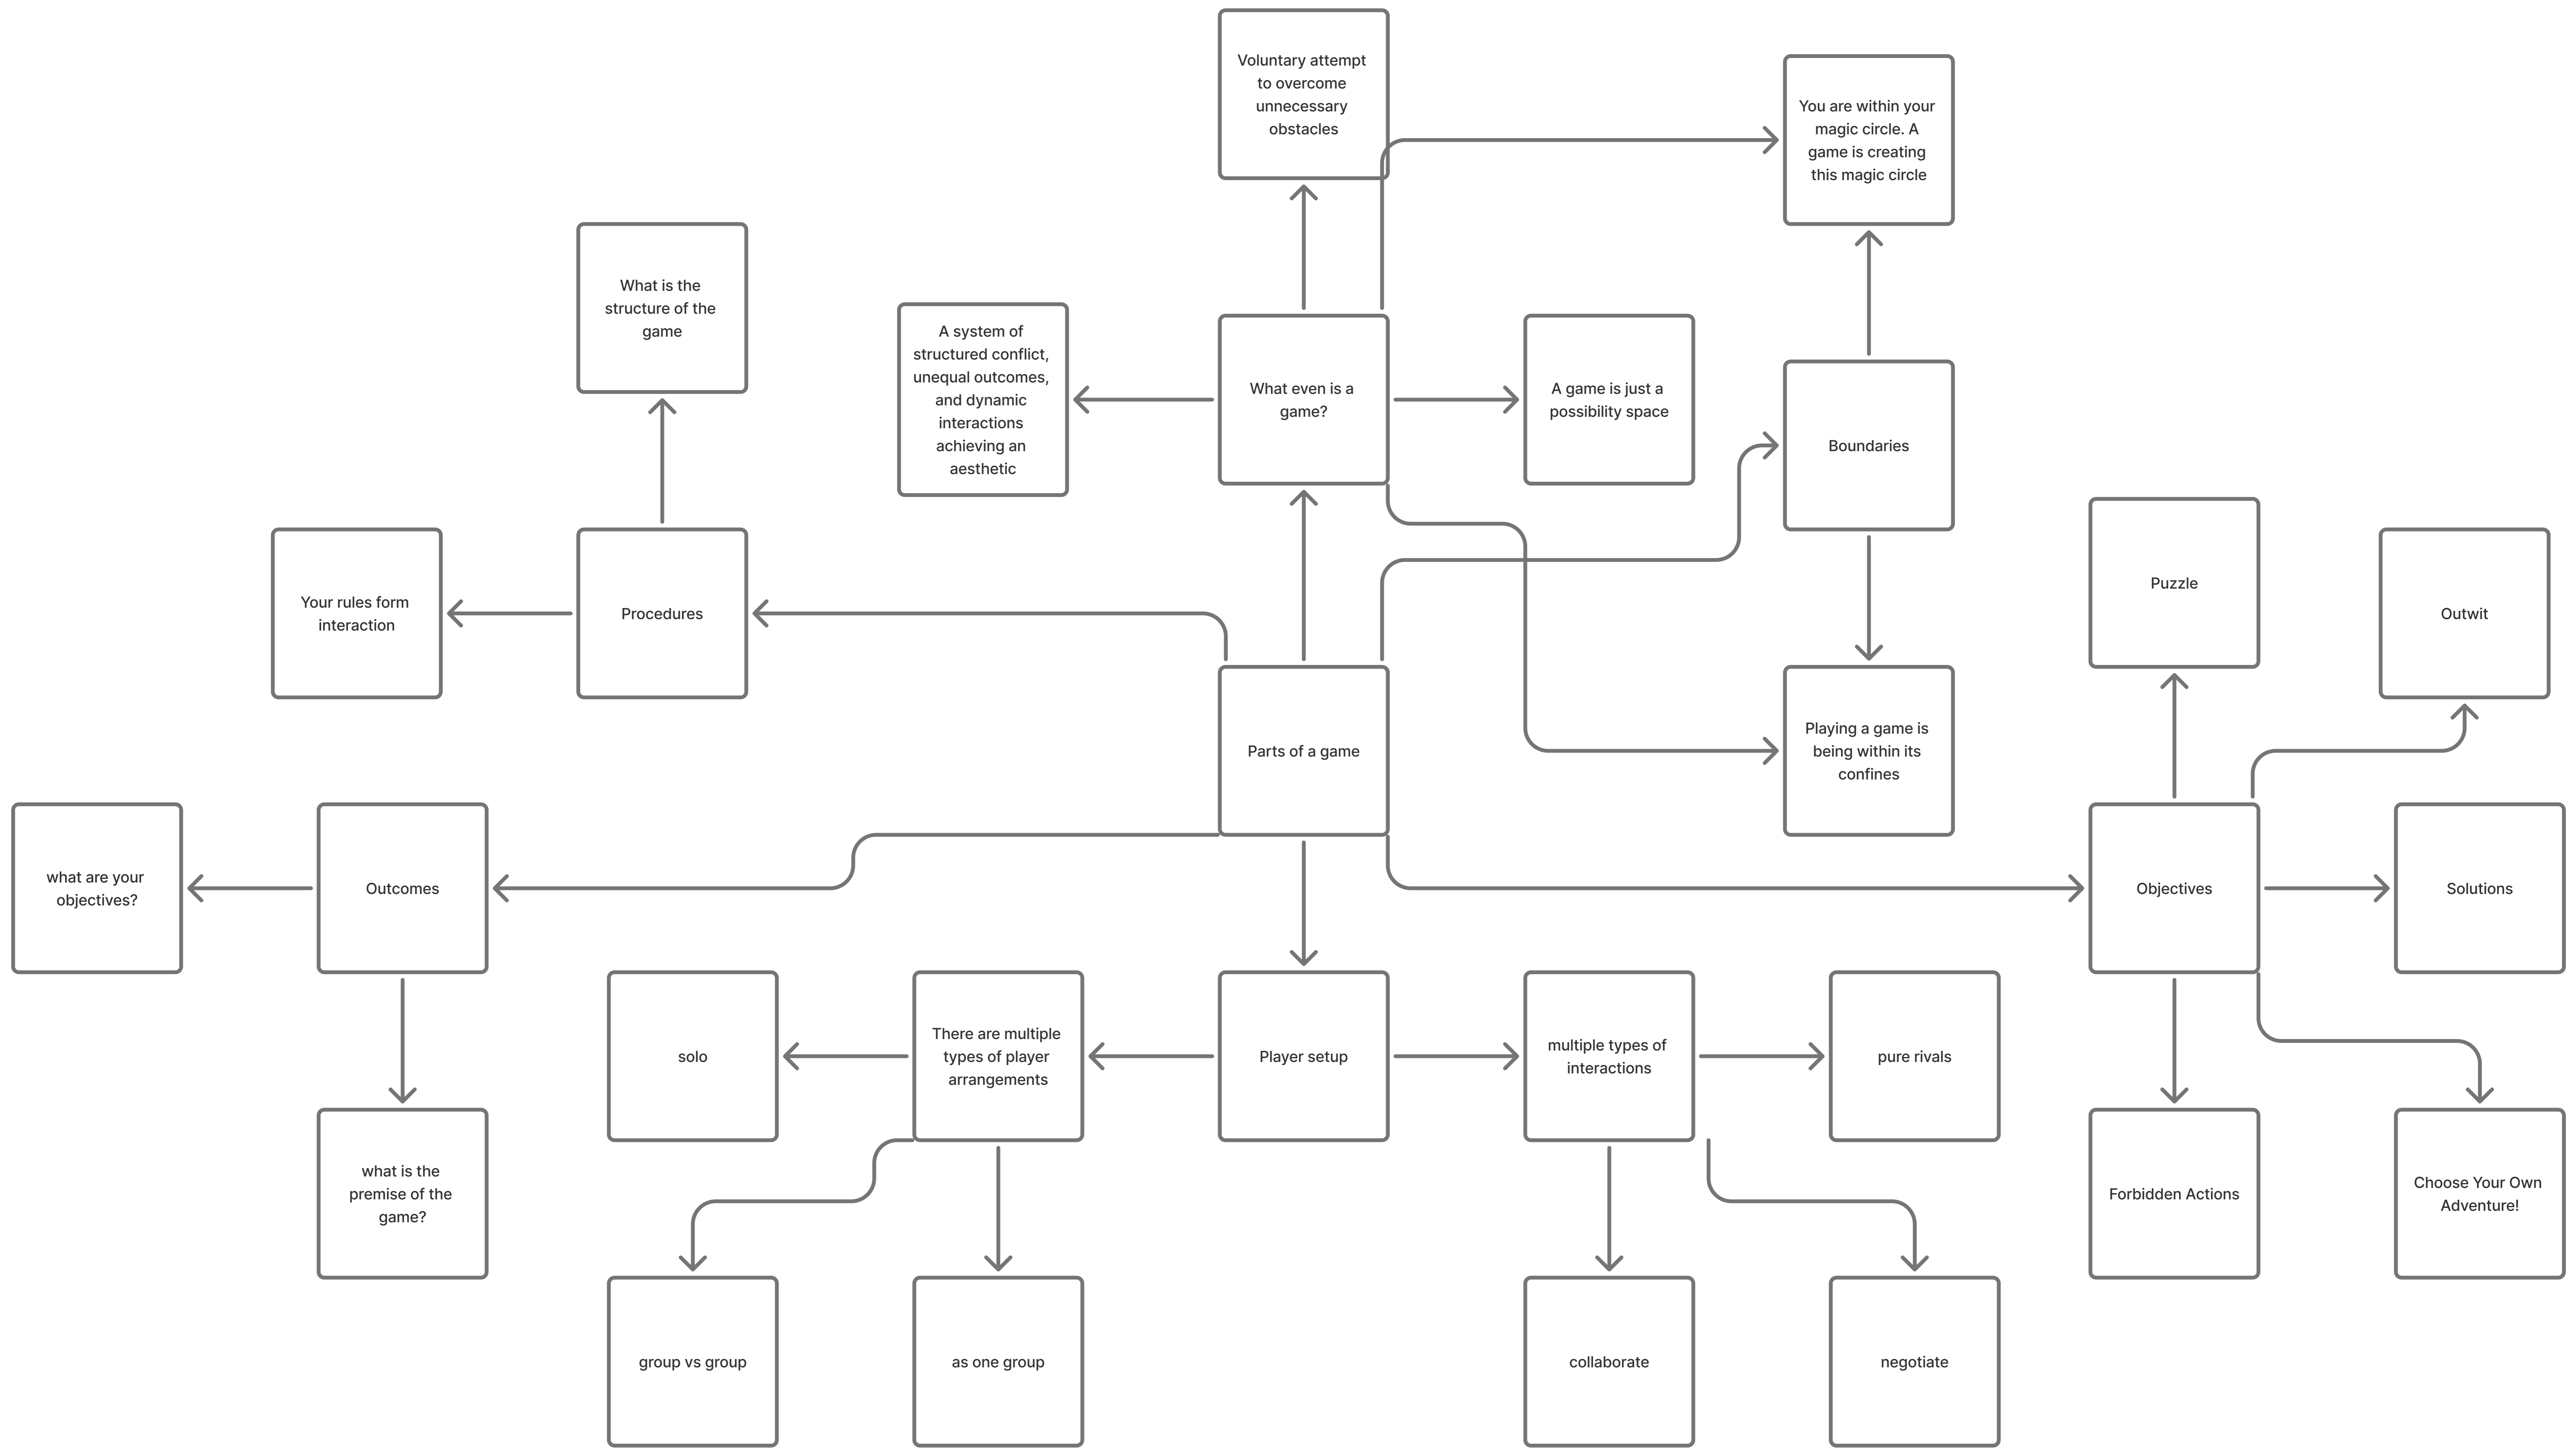 Voluntary attempt
to overcome
unnecessary
obstacles
You are within your
magic circle. A
game is creating
this magic circle
What is the
structure of the
game
A system of
structured conflict,
unequal outcomes,
and dynamic
interactions
achieving an
aesthetic
What even is a
game?
A game is just a
possibility space
Boundaries
Your rules form
interaction
Procedures
Puzzle
Outwit
Parts of a game
Playing a game is
being within its
confines
what are your
objectives?
Outcomes
Objectives
Solutions
solo
There are multiple
types of player
arrangements
Player setup
multiple types of
interactions
pure rivals
what is the
premise of the
game?
Forbidden Actions
Choose Your Own
Adventure!
group vs group
as one group
collaborate
negotiate